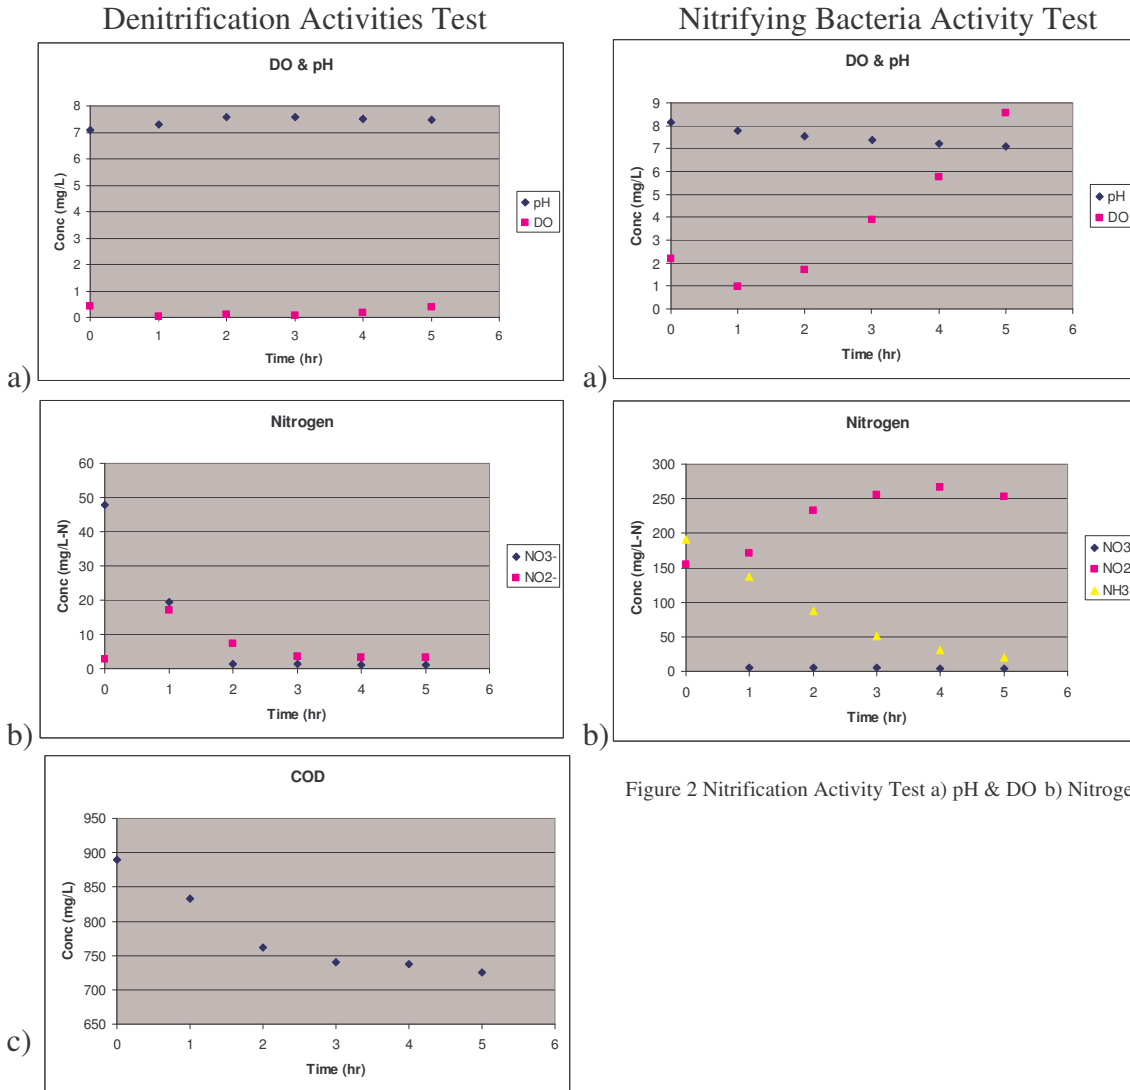 Denitrification Activities Test
DO & pH
Conc (mg/L)
8
7
6
5
4
3
2
1
0
0 1 2 3 4 5 6
Time (hr)
pH
DO
a)
Nitrogen
Conc (mg/L-N)
60
50
40
30
20
10
0
0 1 2 3 4 5 6
Time (hr)
NO3-
NO2-
b)
COD
Conc (mg/L)
950
900
850
800
750
700
650
0 1 2 3 4 5 6
Time (hr)
c)
Nitrifying Bacteria Activity Test
DO & pH
Conc (mg/L)
9
8
7
6
5
4
3
2
1
0
0 1 2 3 4 5 6
Time (hr)
pH
DO
a)
Nitrogen
Conc (mg/L-N)
300
250
200
150
100
50
0
0 1 2 3 4 5 6
Time (hr)
NO3
NO2
NH3
b)
Figure 2 Nitrification Activity Test a) pH & DO b) Nitroge